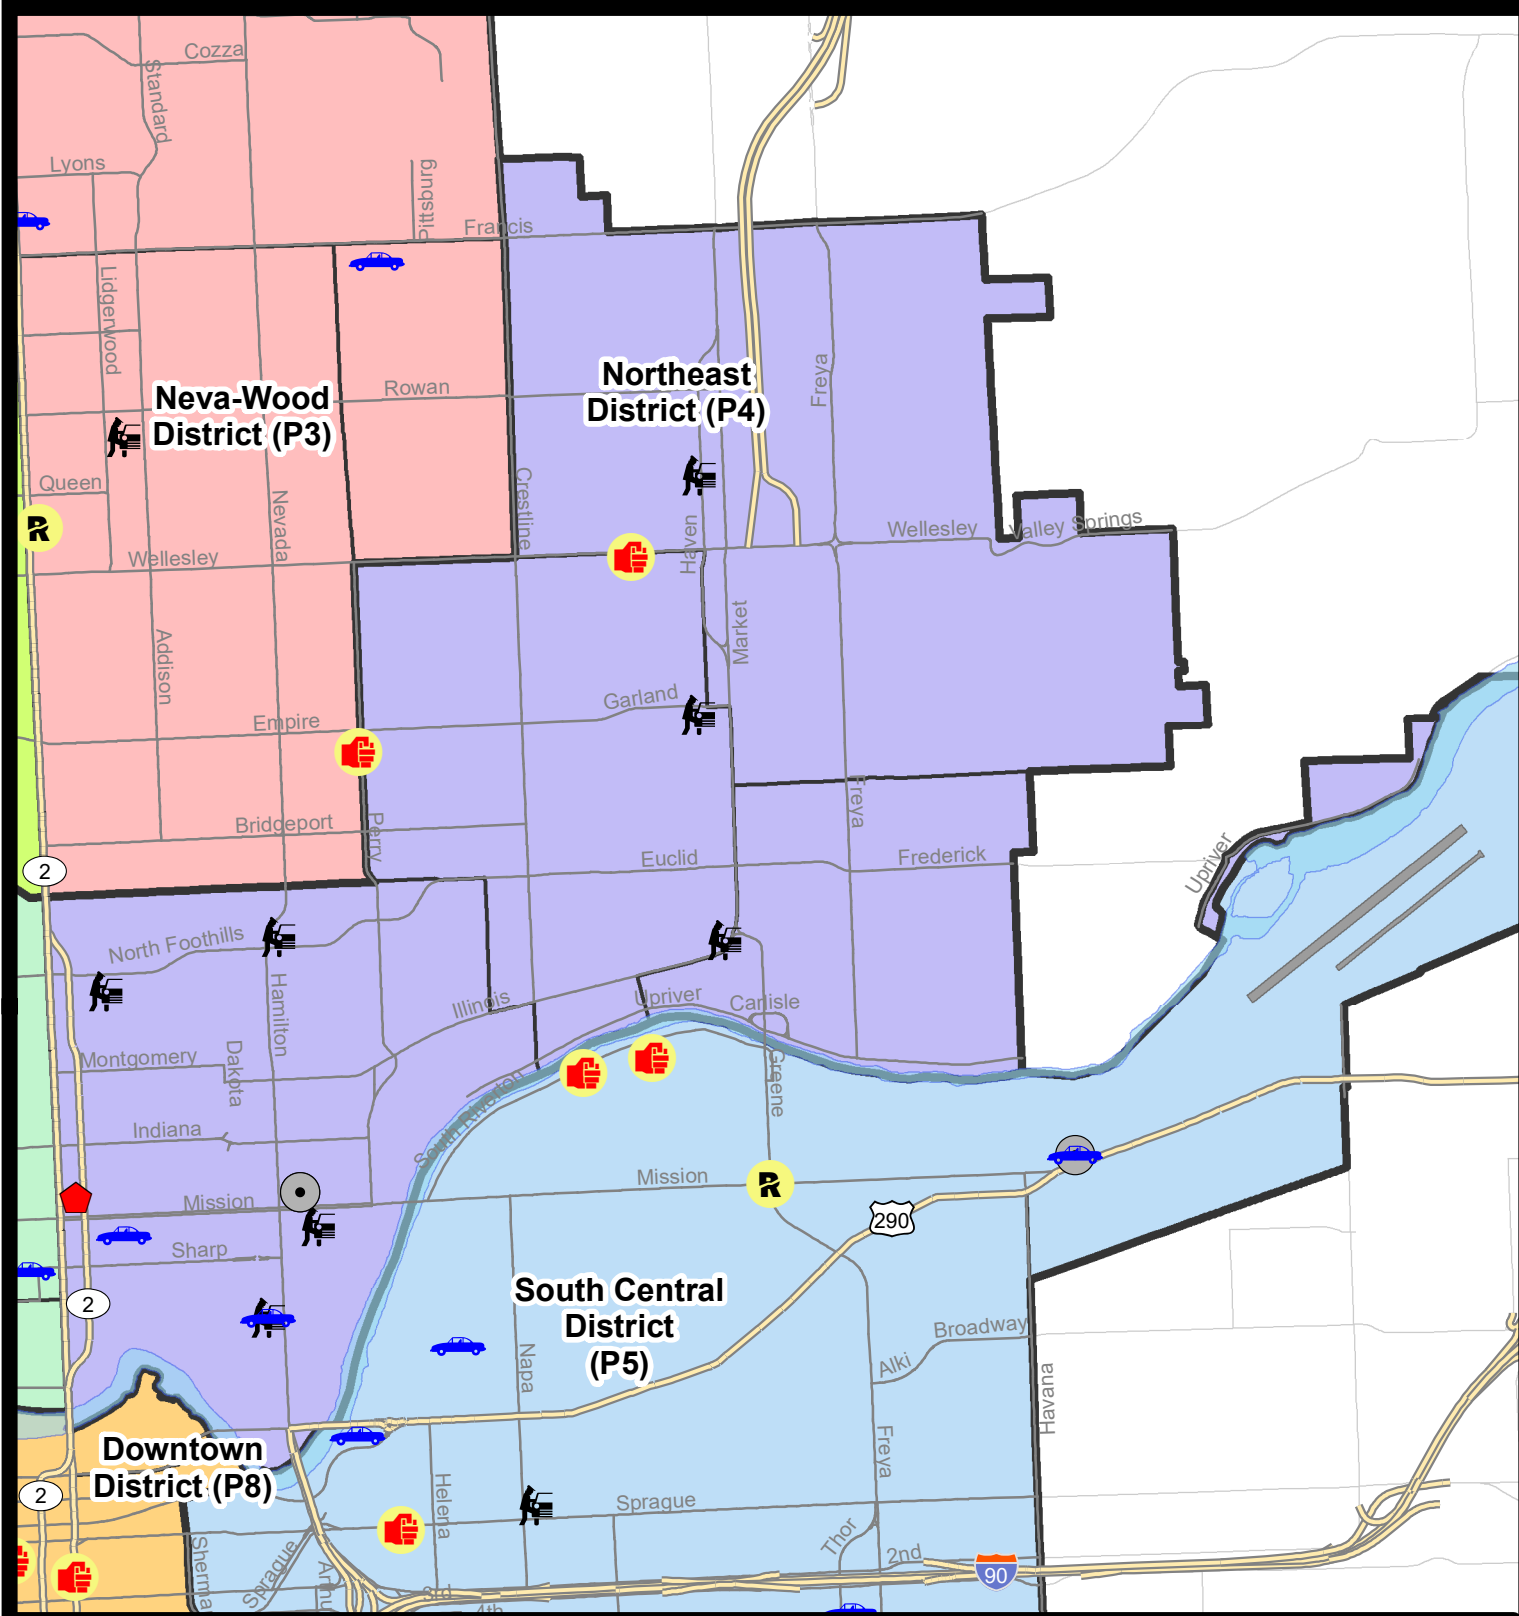 Cozza
Standard
Lyons
Pittsburg
Francis
Lidgerwood
Rowan
Freya
Northeast
District (P4)
Neva-Wood
District (P3)
Queen
Nevada
Crestline
Haven
Wellesley
Valley Springs
Wellesley
Addison
Market
Garland
Empire
Freya
Bridgeport
Perry
Euclid
Frederick
Upriver
2
North Foothills
Hamilton
Illinois
Upriver
Carlisle
Montgomery
Dakota
Greene
Indiana
South Riverton
Mission
R
R
Mission
290
Sharp
2
South Central
District
(P5)
Broadway
Napa
Alki
Havana
Downtown
District (P8)
Freya
2
Helena
Sprague
Thor
Sprague
2nd
90
3rd
4th